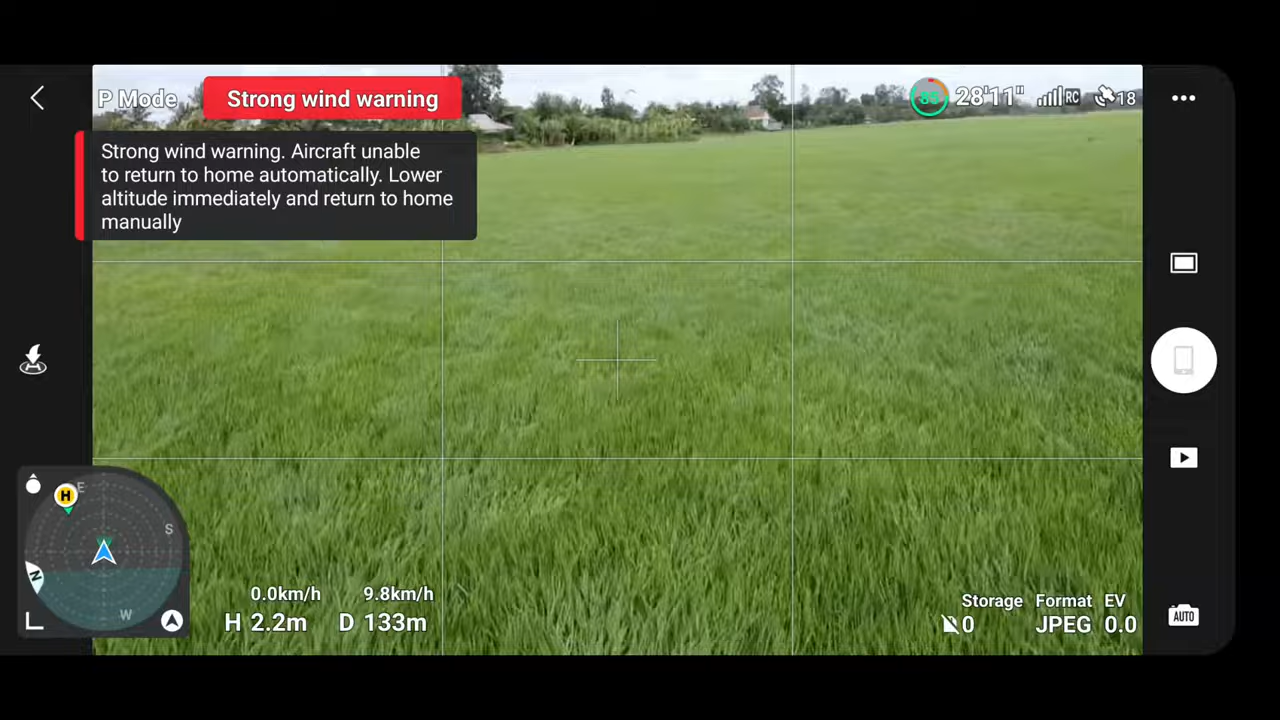 P Mode
Strong wind warning
86
28'11"
RC
18
Strong wind warning. Aircraft unable
to return to home automatically. Lower
altitude immediately and return to home
manually
H
E
S
N
W
0.0km/h
9.8km/h
H 2.2m
D 133m
Storage
Format
EV
0
JPEG
0.0
AUTO